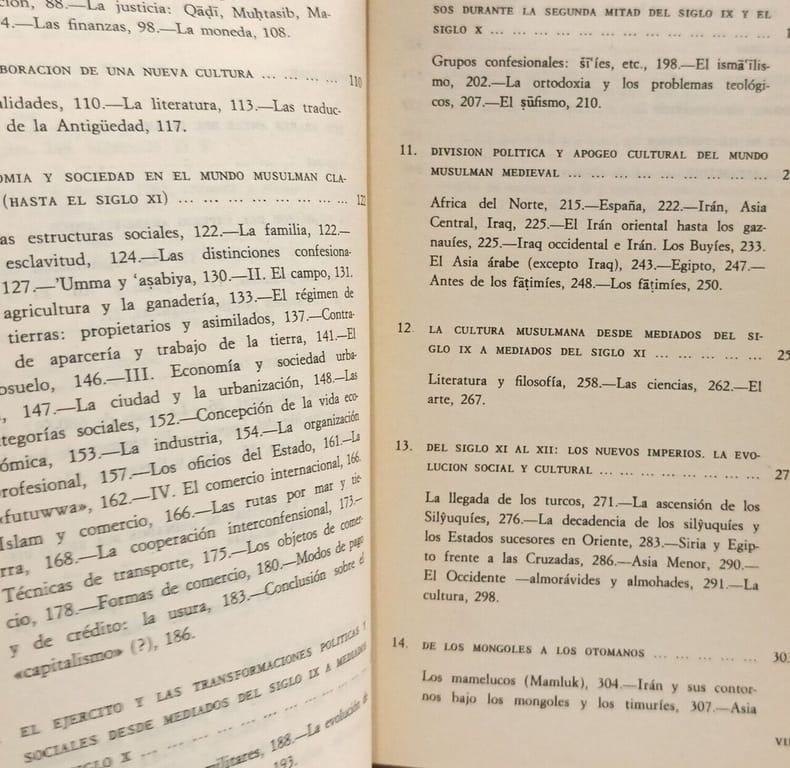 88.—La justicia: Qāḍī, Muḥtasib, Ma-
4.—Las finanzas, 98.—La moneda, 108.
BORACION DE UNA NUEVA CULTURA ... ... ... ... 110
alidades, 110.—La literatura, 113.—Las traduc-
de la Antigüedad, 117.
OMIA Y SOCIEDAD EN EL MUNDO MUSULMAN CLA-
(HASTA EL SIGLO XI) ... ... ... ... ... ... ... ... 122
as estructuras sociales, 122.—La familia, 122.—
esclavitud, 124.—Las distinciones confesiona-
127.—'Umma y ‘aṣabiya, 130.—II. El campo, 131.
agricultura y la ganadería, 133.—El régimen de
tierras: propietarios y asimilados, 137.—Contra-
de aparcería y trabajo de la tierra, 141.—El
osuelo, 146.—III. Economía y sociedad urba-
147.—La ciudad y la urbanización, 148.—Las
tegorías sociales, 152.—Concepción de la vida eco-
ómica, 153.—La industria, 154.—La organización
rofesional, 157.—Los oficios del Estado, 161.—La
«futuwwa», 162.—IV. El comercio internacional, 166.
Islam y comercio, 166.—Las rutas por mar y tie-
rra, 168.—La cooperación interconfesional, 173.—
Técnicas de transporte, 175.—Los objetos de comer-
cio, 178.—Formas de comercio, 180.—Modos de pago
y de crédito: la usura, 183.—Conclusión sobre el
«capitalismo» (?), 186.
EL EJERCITO Y LAS TRANSFORMACIONES POLITICAS Y
SOCIALES DESDE MEDIADOS DEL SIGLO IX A MEDIADOS
SIGLO X ... ... ... ... ... ... ... ... ... ...
militares, 188.—La evolución de
193.
SOS DURANTE LA SEGUNDA MITAD DEL SIGLO IX Y EL
SIGLO X ... ... ... ... ... ... ... ... ... ... ... ... 1
Grupos confesionales: šī‘íes, etc., 198.—El ismā‘īlis-
mo, 202.—La ortodoxia y los problemas teológi-
cos, 207.—El ṣūfismo, 210.
11. DIVISION POLITICA Y APOGEO CULTURAL DEL MUNDO
MUSULMAN MEDIEVAL ... ... ... ... ... ... ... ... 2
Africa del Norte, 215.—España, 222.—Irán, Asia
Central, Iraq, 225.—El Irán oriental hasta los gaz-
nauíes, 225.—Iraq occidental e Irán. Los Buyíes, 233.
El Asia árabe (excepto Iraq), 243.—Egipto, 247.—
Antes de los fāṭimíes, 248.—Los fāṭimíes, 250.
12. LA CULTURA MUSULMANA DESDE MEDIADOS DEL SI-
GLO IX A MEDIADOS DEL SIGLO XI ... ... ... ... ... 25
Literatura y filosofía, 258.—Las ciencias, 262.—El
arte, 267.
13. DEL SIGLO XI AL XII: LOS NUEVOS IMPERIOS. LA EVO-
LUCION SOCIAL Y CULTURAL ... ... ... ... ... ... ... 27
La llegada de los turcos, 271.—La ascensión de los
Silŷuquíes, 276.—La decadencia de los silŷuquíes y
los Estados sucesores en Oriente, 283.—Siria y Egip-
to frente a las Cruzadas, 286.—Asia Menor, 290.—
El Occidente —almorávides y almohades, 291.—La
cultura, 298.
14. DE LOS MONGOLES A LOS OTOMANOS ... ... ... ... ... 303
Los mamelucos (Mamluk), 304.—Irán y sus contor-
nos bajo los mongoles y los timuríes, 307.—Asia
VII